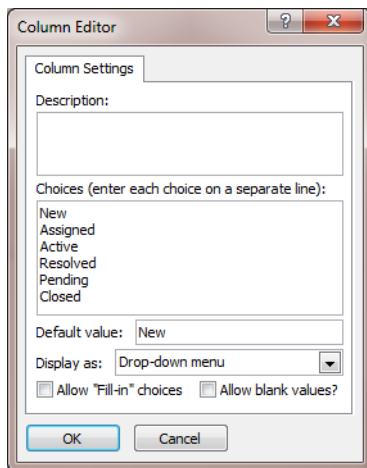 Column Editor
?
X
Column Settings
Description:
Choices (enter each choice on a separate line):
New
Assigned
Active
Resolved
Pending
Closed
Default value: New
Display as: Drop-down menu
Allow "Fill-in" choices Allow blank values?
OK Cancel